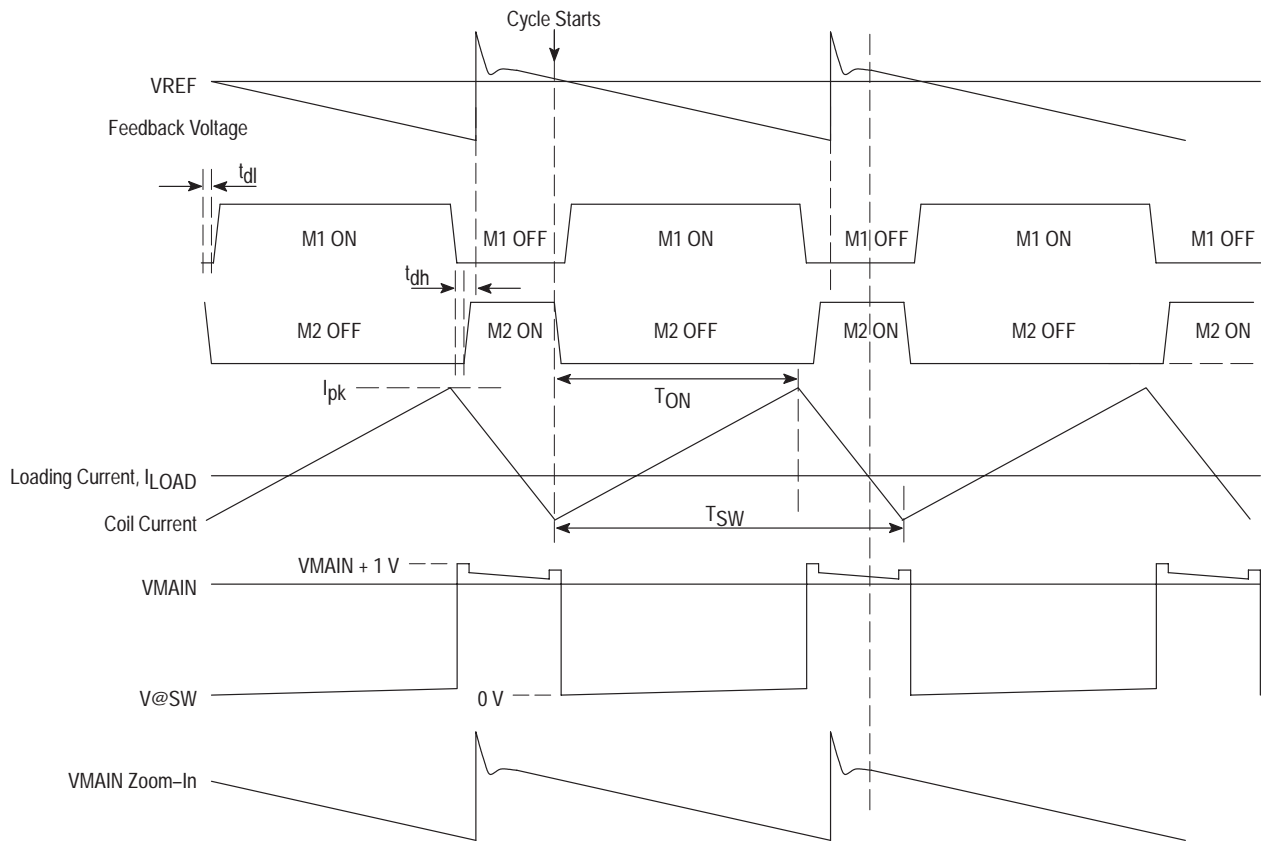 Cycle Starts
VREF
Feedback Voltage
tdl
M1 ON M1 OFF M1 ON M1 OFF M1 ON M1 OFF
tdh
M2 OFF M2 ON M2 OFF M2 ON M2 OFF M2 ON
Ipk
TON
Loading Current, ILOAD
Coil Current
TSW
VMAIN + 1 V
VMAIN
V@SW
0 V
VMAIN Zoom–In